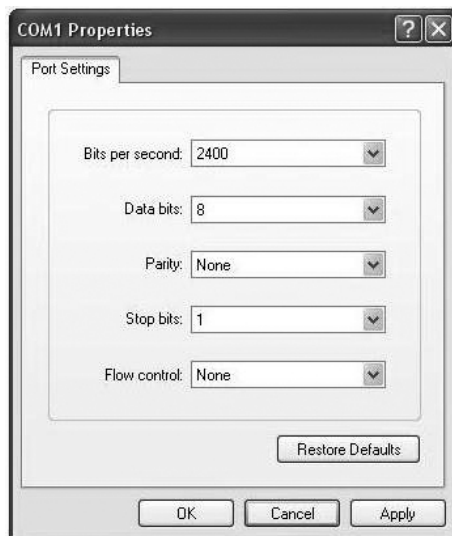 COM1 Properties
Port Settings
Bits per second: 2400
Data bits: 8
Parity: None
Stop bits: 1
Flow control: None
Restore Defaults
OK Cancel Apply